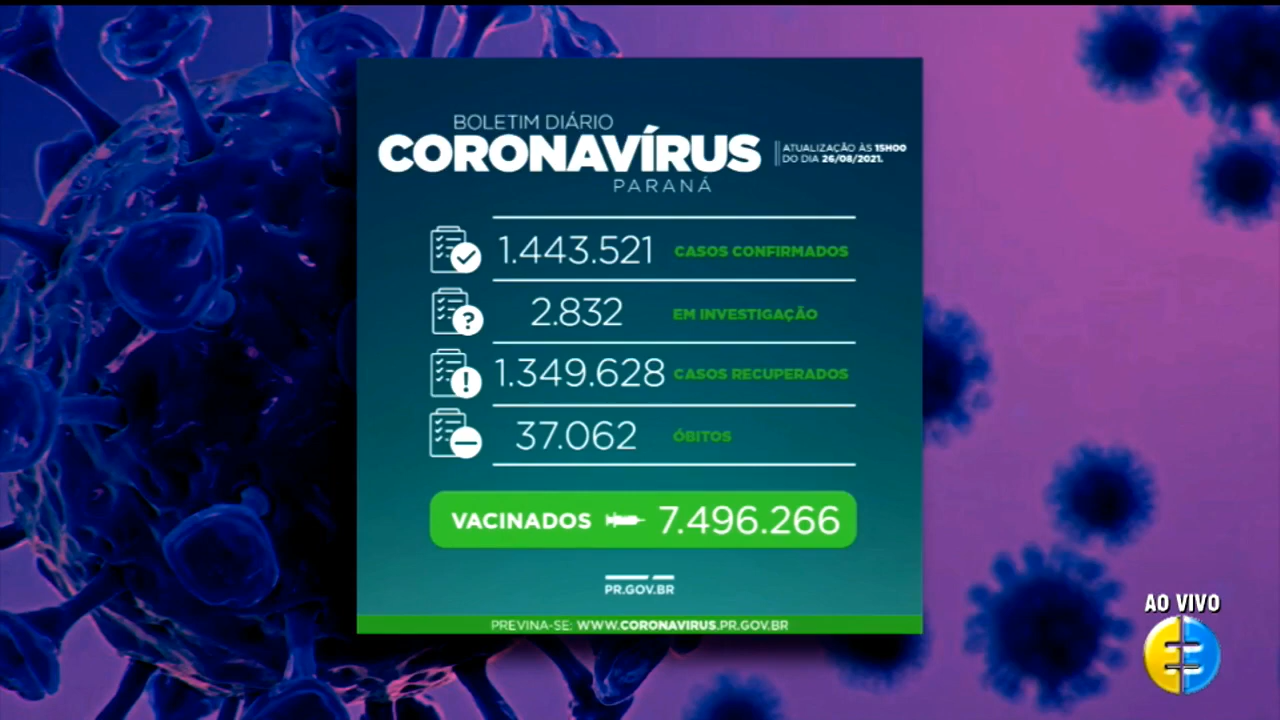 BOLETIM DIÁRIO
CORONAVÍRUS
PARANÁ
ATUALIZAÇÃO ÀS 15H00
DO DIA 26/08/2021.
1.443.521 CASOS CONFIRMADOS
2.832 EM INVESTIGAÇÃO
1.349.628 CASOS RECUPERADOS
37.062 ÓBITOS
VACINADOS 7.496.266
PR.GOV.BR
PREVINA-SE: WWW.CORONAVIRUS.PR.GOV.BR
AO VIVO